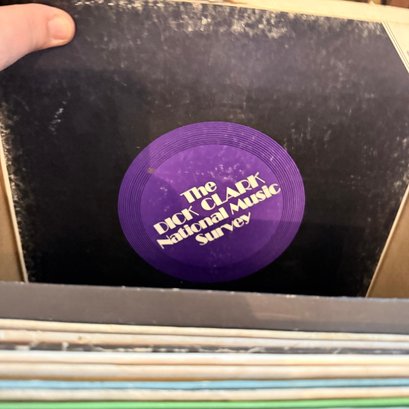 The
DICK CLARK
National Music
Survey